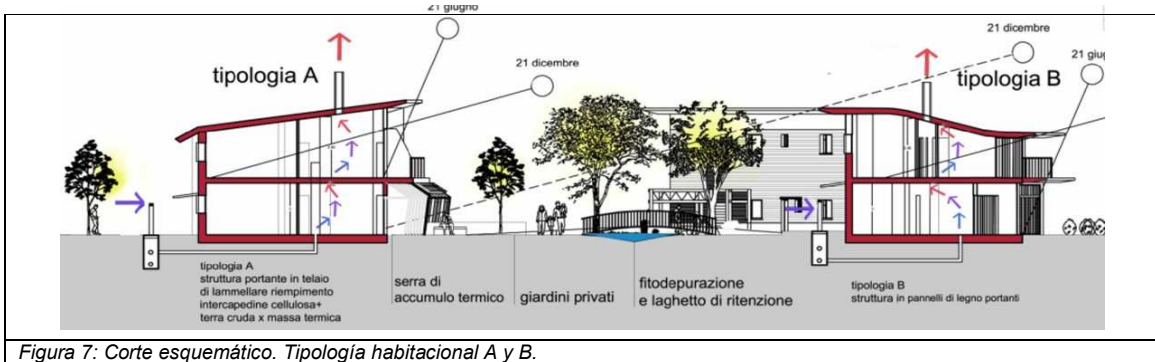 21 giugno
tipologia A
21 dicembre
21 dicembre
tipologia B
tipologia A
struttura portante in telaio
di lammellare riempimento
intercapedine cellulosa+
terra cruda x massa termica
serra di
accumulo termico
giardini privati
fitodepurazione
e laghetto di ritenzione
tipologia B
struttura in pannelli di legno portanti
Figura 7: Corte esquemático. Tipología habitacional A y B.